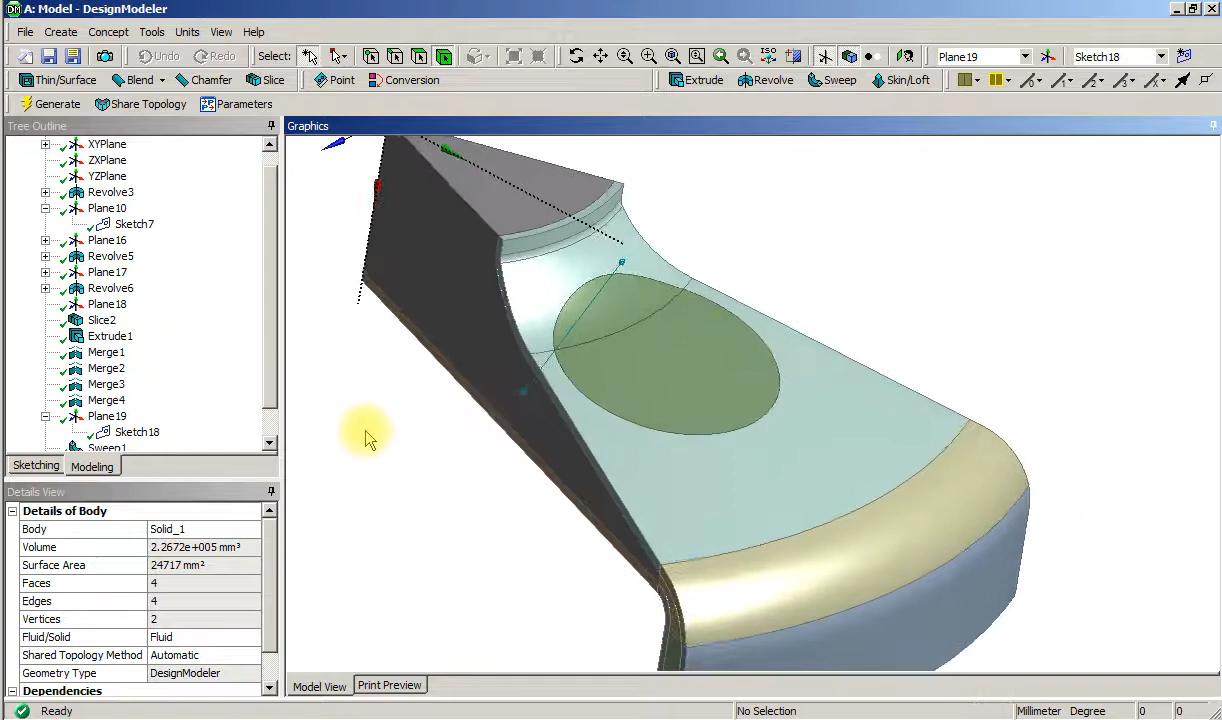 A: Model - DesignModeler
File Create Concept Tools Units View Help
Undo Redo Select: Plane19 Sketch18
Thin/Surface Blend Chamfer Slice Point Conversion Extrude Revolve Sweep Skin/Loft
Generate Share Topology Parameters
Tree Outline
XYPlane
ZXPlane
YZPlane
Revolve3
Plane10
Sketch7
Plane16
Revolve5
Plane17
Revolve6
Plane18
Slice2
Extrude1
Merge1
Merge2
Merge3
Merge4
Plane19
Sketch18
Sweep1
Sketching Modeling
Details View
Details of Body
Body Solid_1
Volume 2.2672e+005 mm³
Surface Area 24717 mm²
Faces 4
Edges 4
Vertices 2
Fluid/Solid Fluid
Shared Topology Method Automatic
Geometry Type DesignModeler
Dependencies
Graphics
Model View Print Preview
Ready No Selection Millimeter Degree 0 0